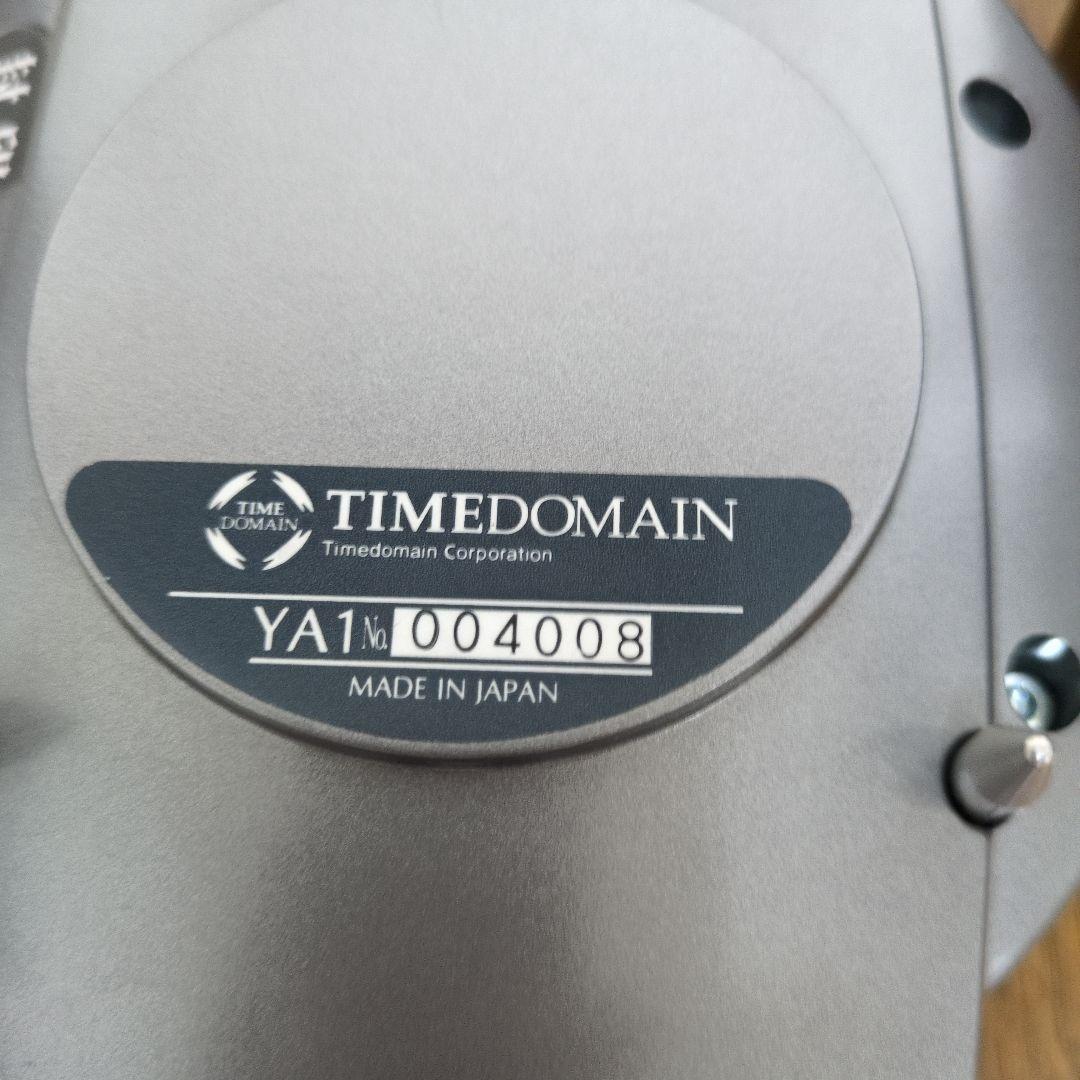 TIME
DOMAIN
TIMEDOMAIN
Timedomain Corporation
YA1 No. 004008
MADE IN JAPAN